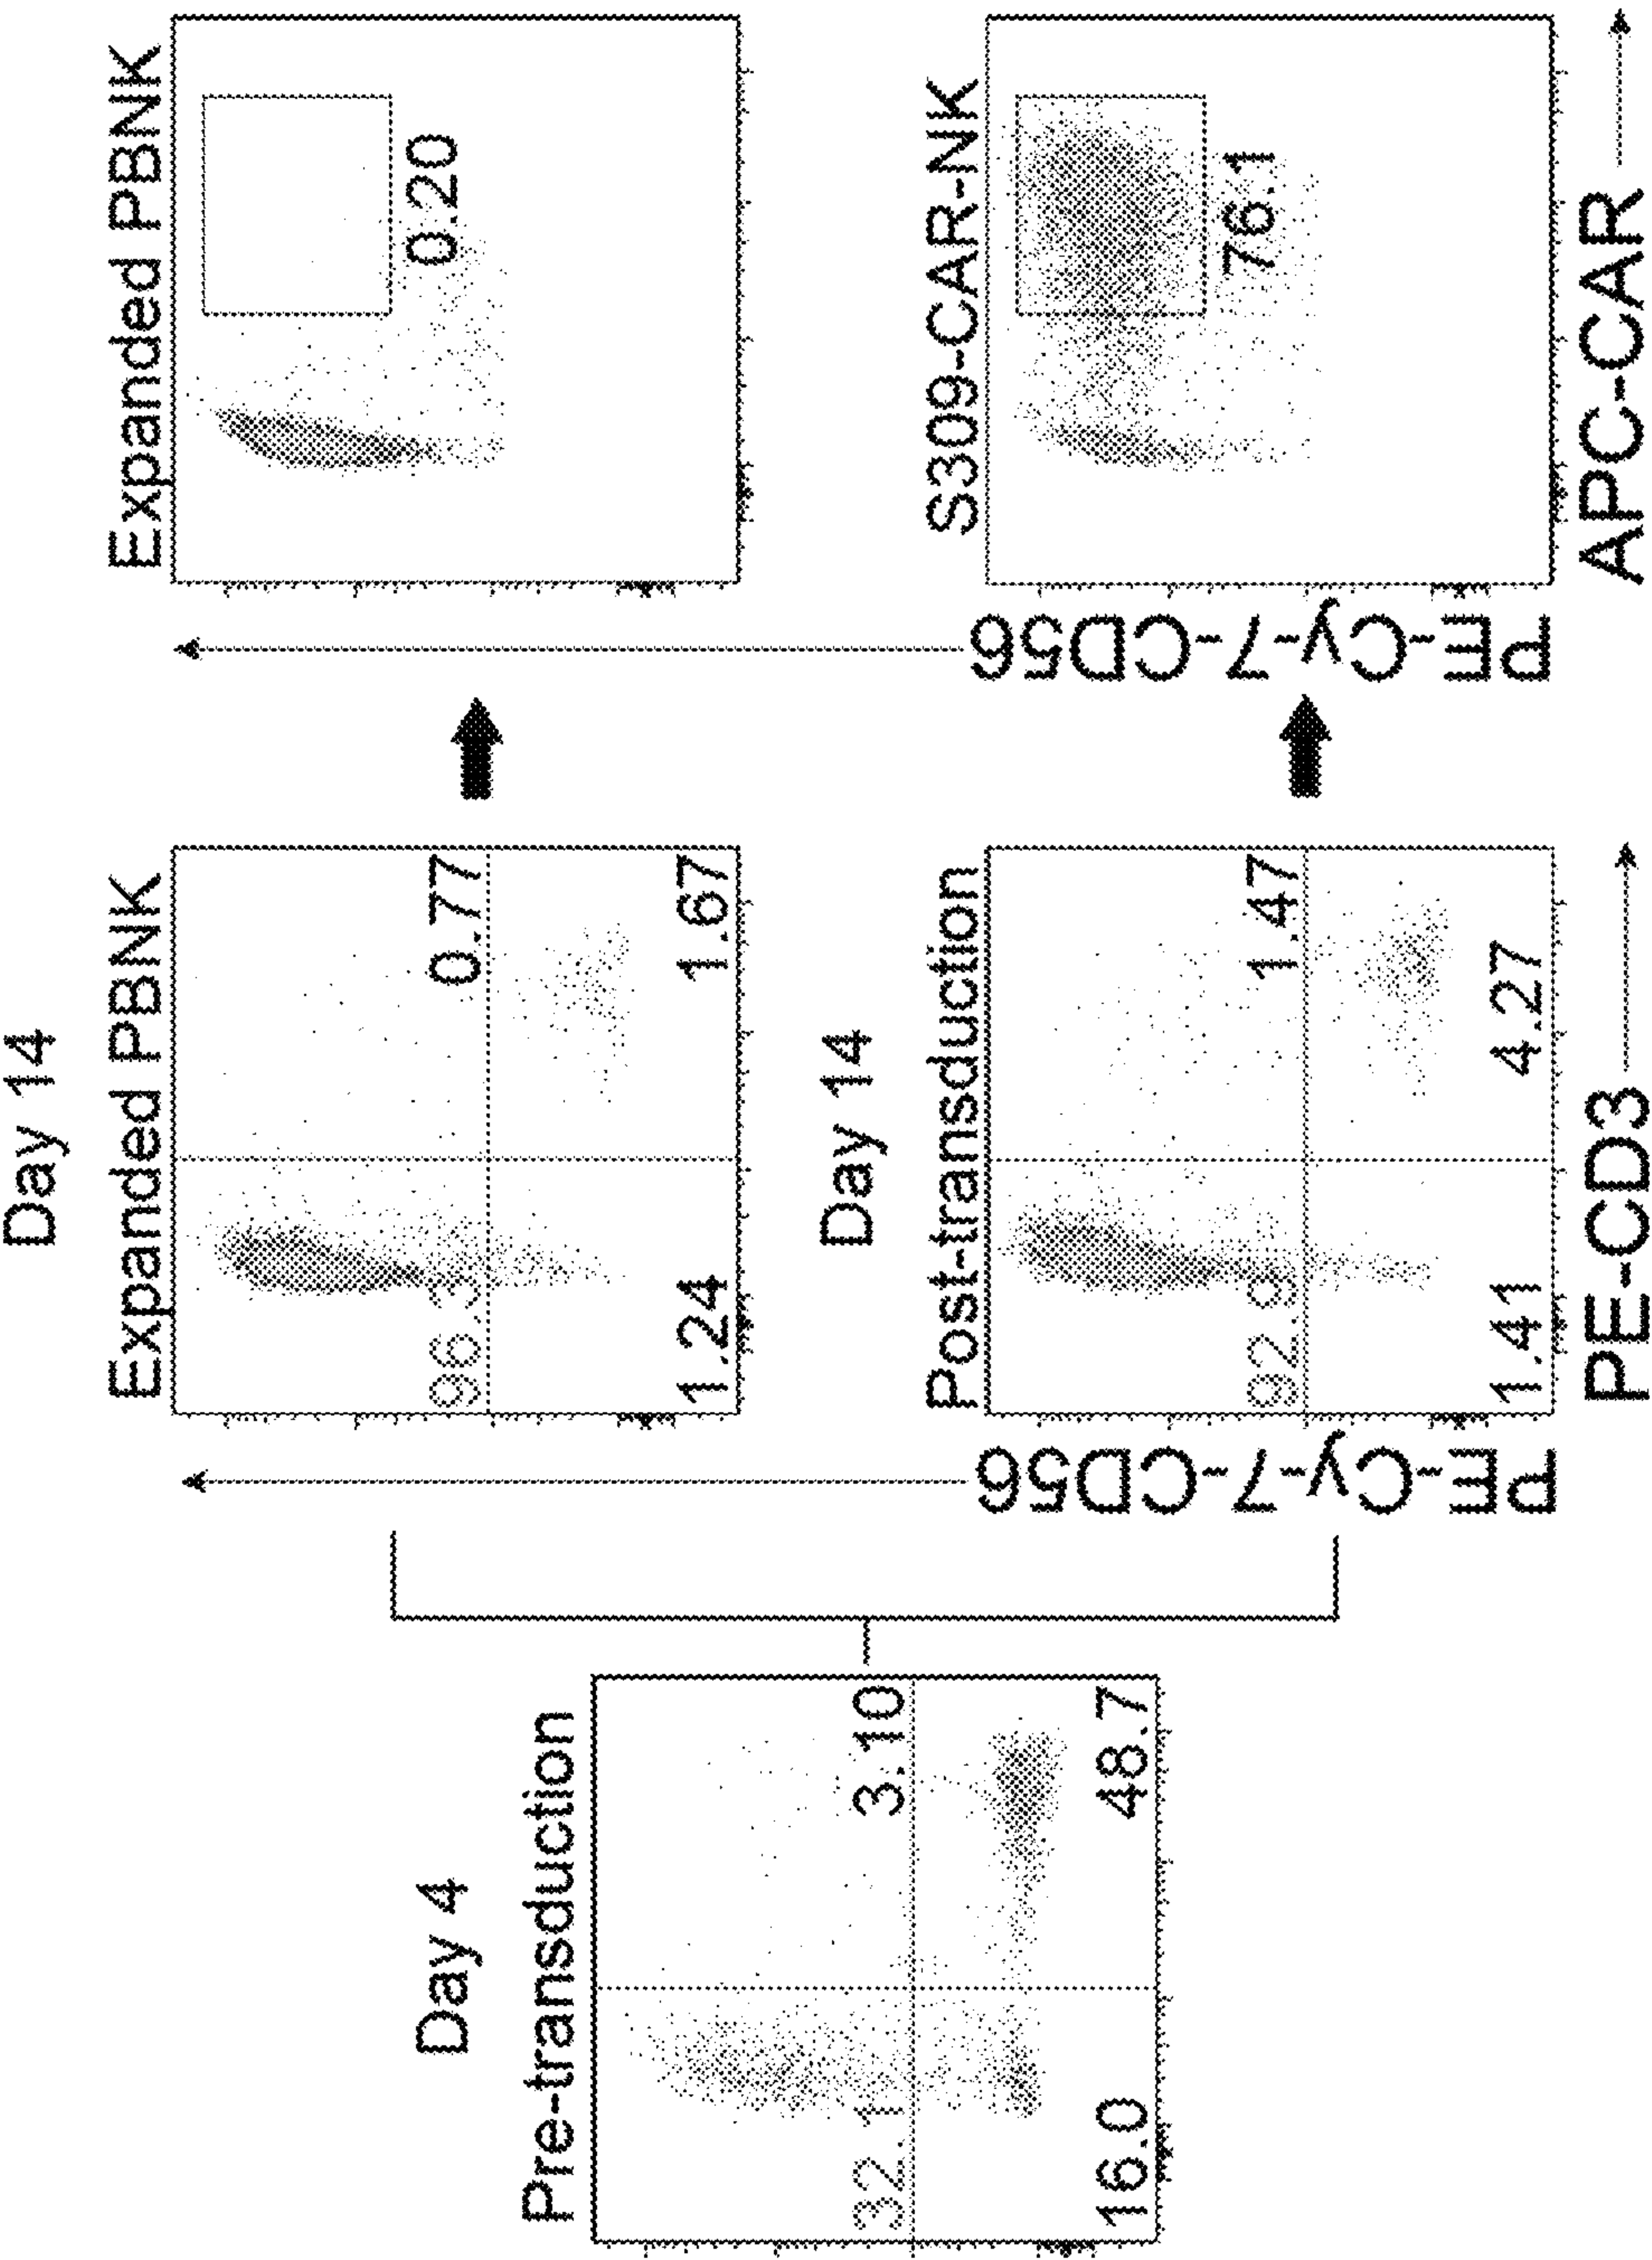 Day 4
Pre-transduction
32.1
3.10
16.0
48.7
Day 14
Expanded PBNK
96.3
0.77
1.24
1.67
Day 14
Post-transduction
92.9
1.47
1.41
4.27
PE-Cy-7-CD56
PE-CD3
Expanded PBNK
0.20
S309-CAR-NK
76.1
PE-Cy-7-CD56
APC-CAR